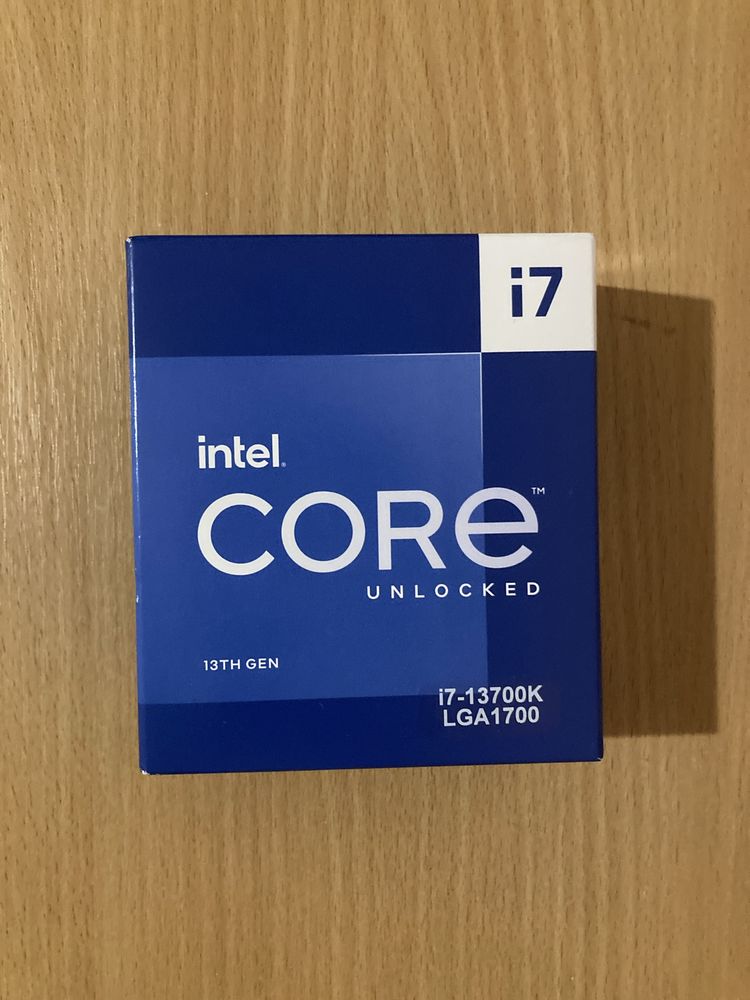 i7
intel.
CORE™
UNLOCKED
13TH GEN
i7-13700K
LGA1700